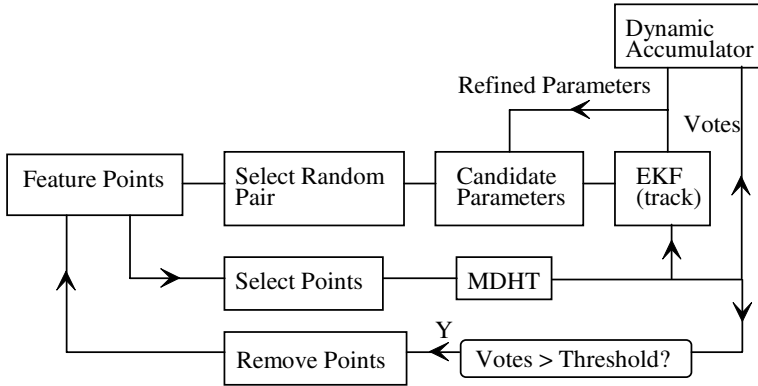 Dynamic
Accumulator
Refined Parameters
Votes
Feature Points
Select Random
Pair
Candidate
Parameters
EKF
(track)
Select Points
MDHT
Y
Remove Points
Votes > Threshold?